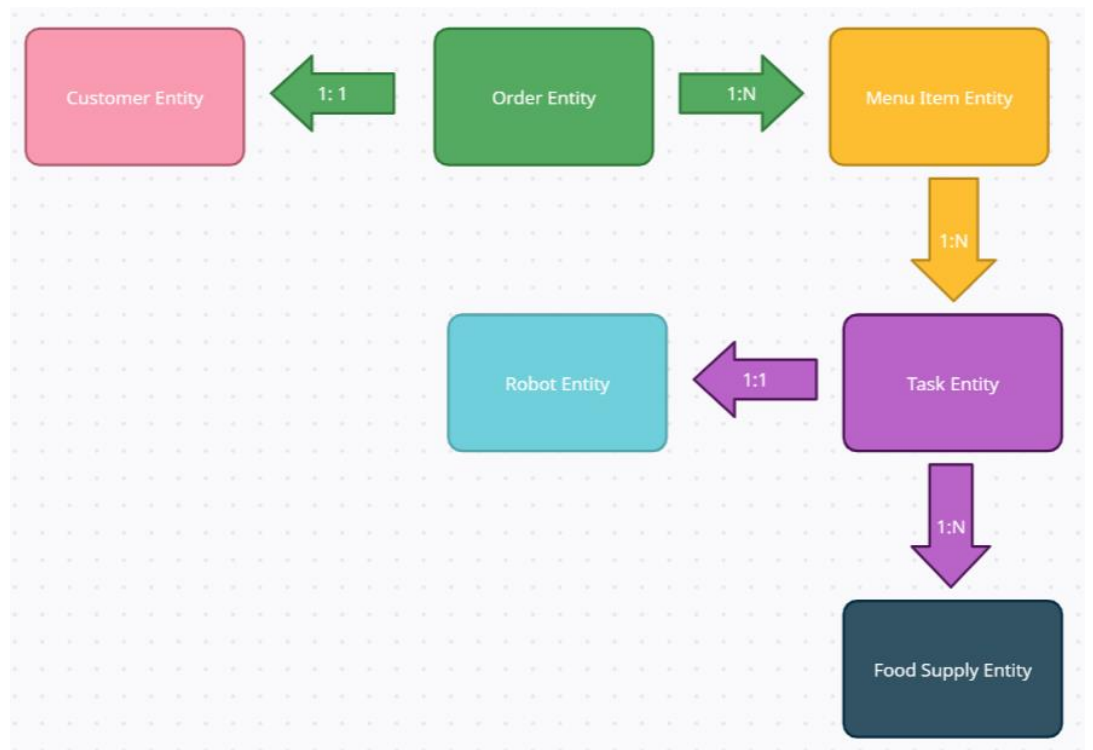 Customer Entity
1: 1
Order Entity
1:N
Menu Item Entity
1:N
Robot Entity
1:1
Task Entity
1:N
Food Supply Entity